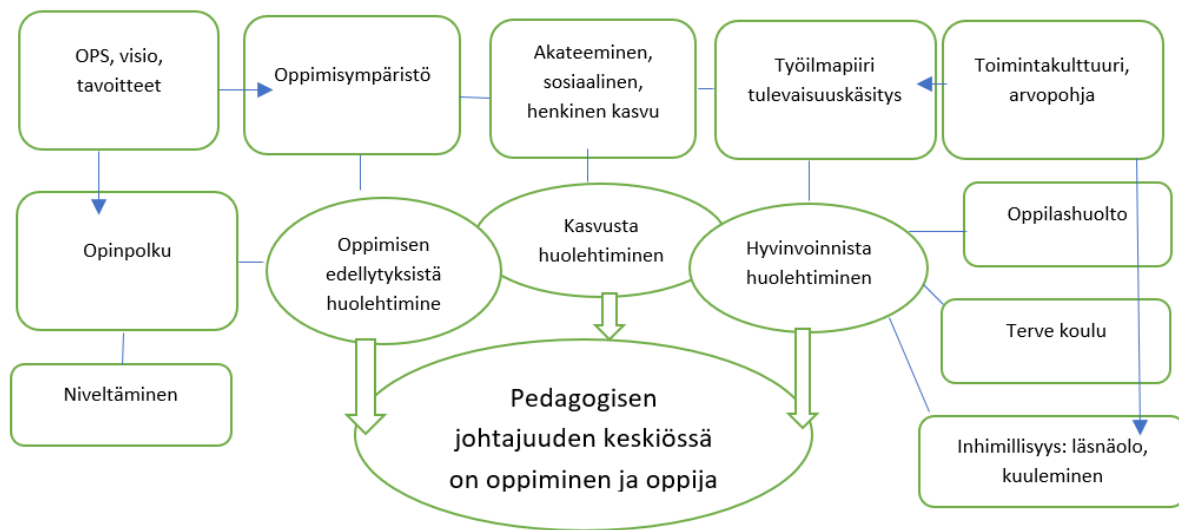 OPS, visio,
tavoitteet
Oppimisympäristö
Akateeminen,
sosiaalinen,
henkinen kasvu
Työilmapiiri
tulevaisuuskäsitys
Toimintakulttuuri,
arvopohja
Opinpolku
Oppimisen
edellytyksistä
huolehtimine
Kasvusta
huolehtiminen
Hyvinvoinnista
huolehtiminen
Oppilashuolto
Terve koulu
Niveltäminen
Pedagogisen
johtajuuden keskiössä
on oppiminen ja oppija
Inhimillisyys: läsnäolo,
kuuleminen